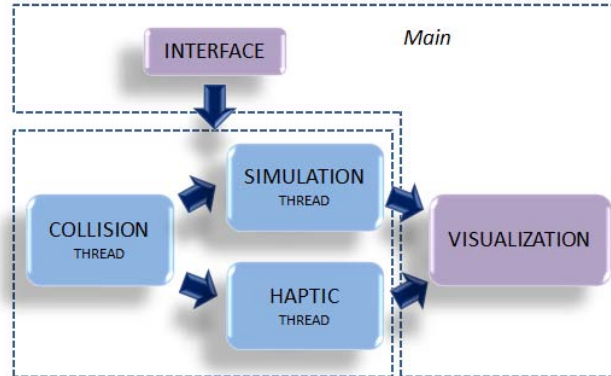 Main
INTERFACE
SIMULATION
THREAD
COLLISION
THREAD
VISUALIZATION
HAPTIC
THREAD